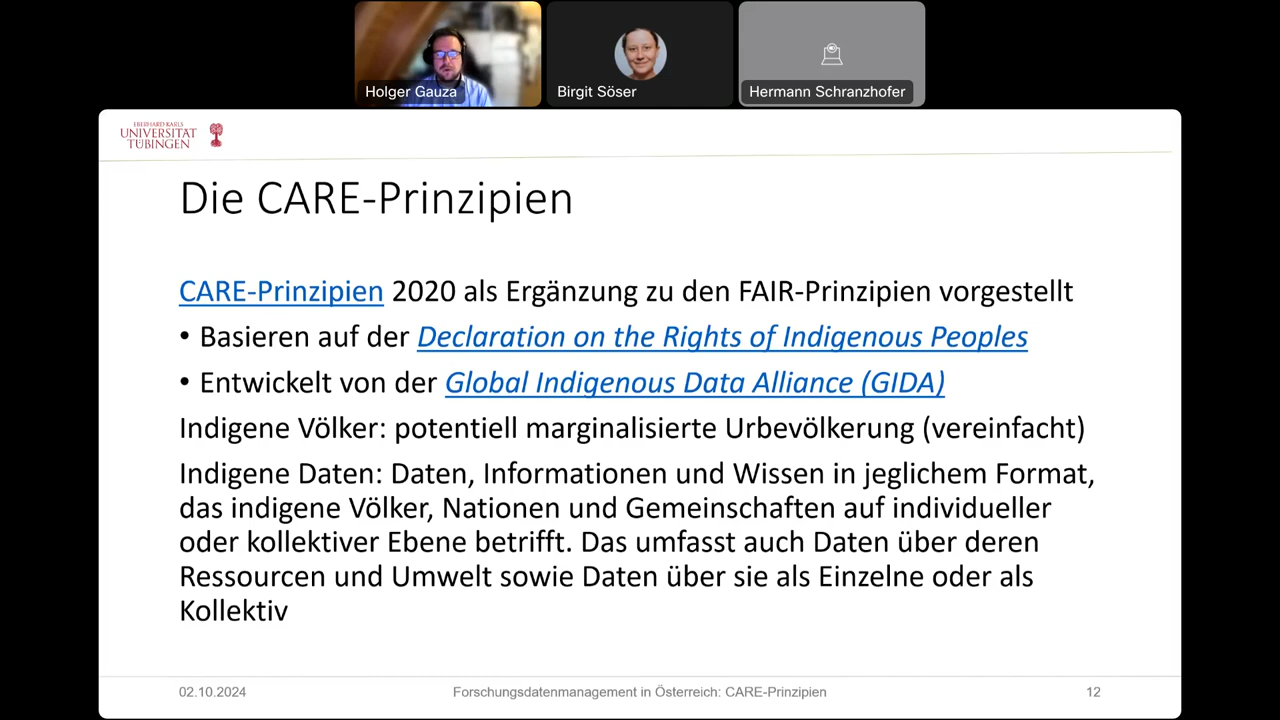 Holger Gauza
Birgit Söser
Hermann Schranzhofer
EBERHARD KARLS
UNIVERSITÄT
TÜBINGEN
Die CARE-Prinzipien
CARE-Prinzipien 2020 als Ergänzung zu den FAIR-Prinzipien vorgestellt
• Basieren auf der Declaration on the Rights of Indigenous Peoples
• Entwickelt von der Global Indigenous Data Alliance (GIDA)
Indigene Völker: potentiell marginalisierte Urbevölkerung (vereinfacht)
Indigene Daten: Daten, Informationen und Wissen in jeglichem Format,
das indigene Völker, Nationen und Gemeinschaften auf individueller
oder kollektiver Ebene betrifft. Das umfasst auch Daten über deren
Ressourcen und Umwelt sowie Daten über sie als Einzelne oder als
Kollektiv
02.10.2024
Forschungsdatenmanagement in Österreich: CARE-Prinzipien
12